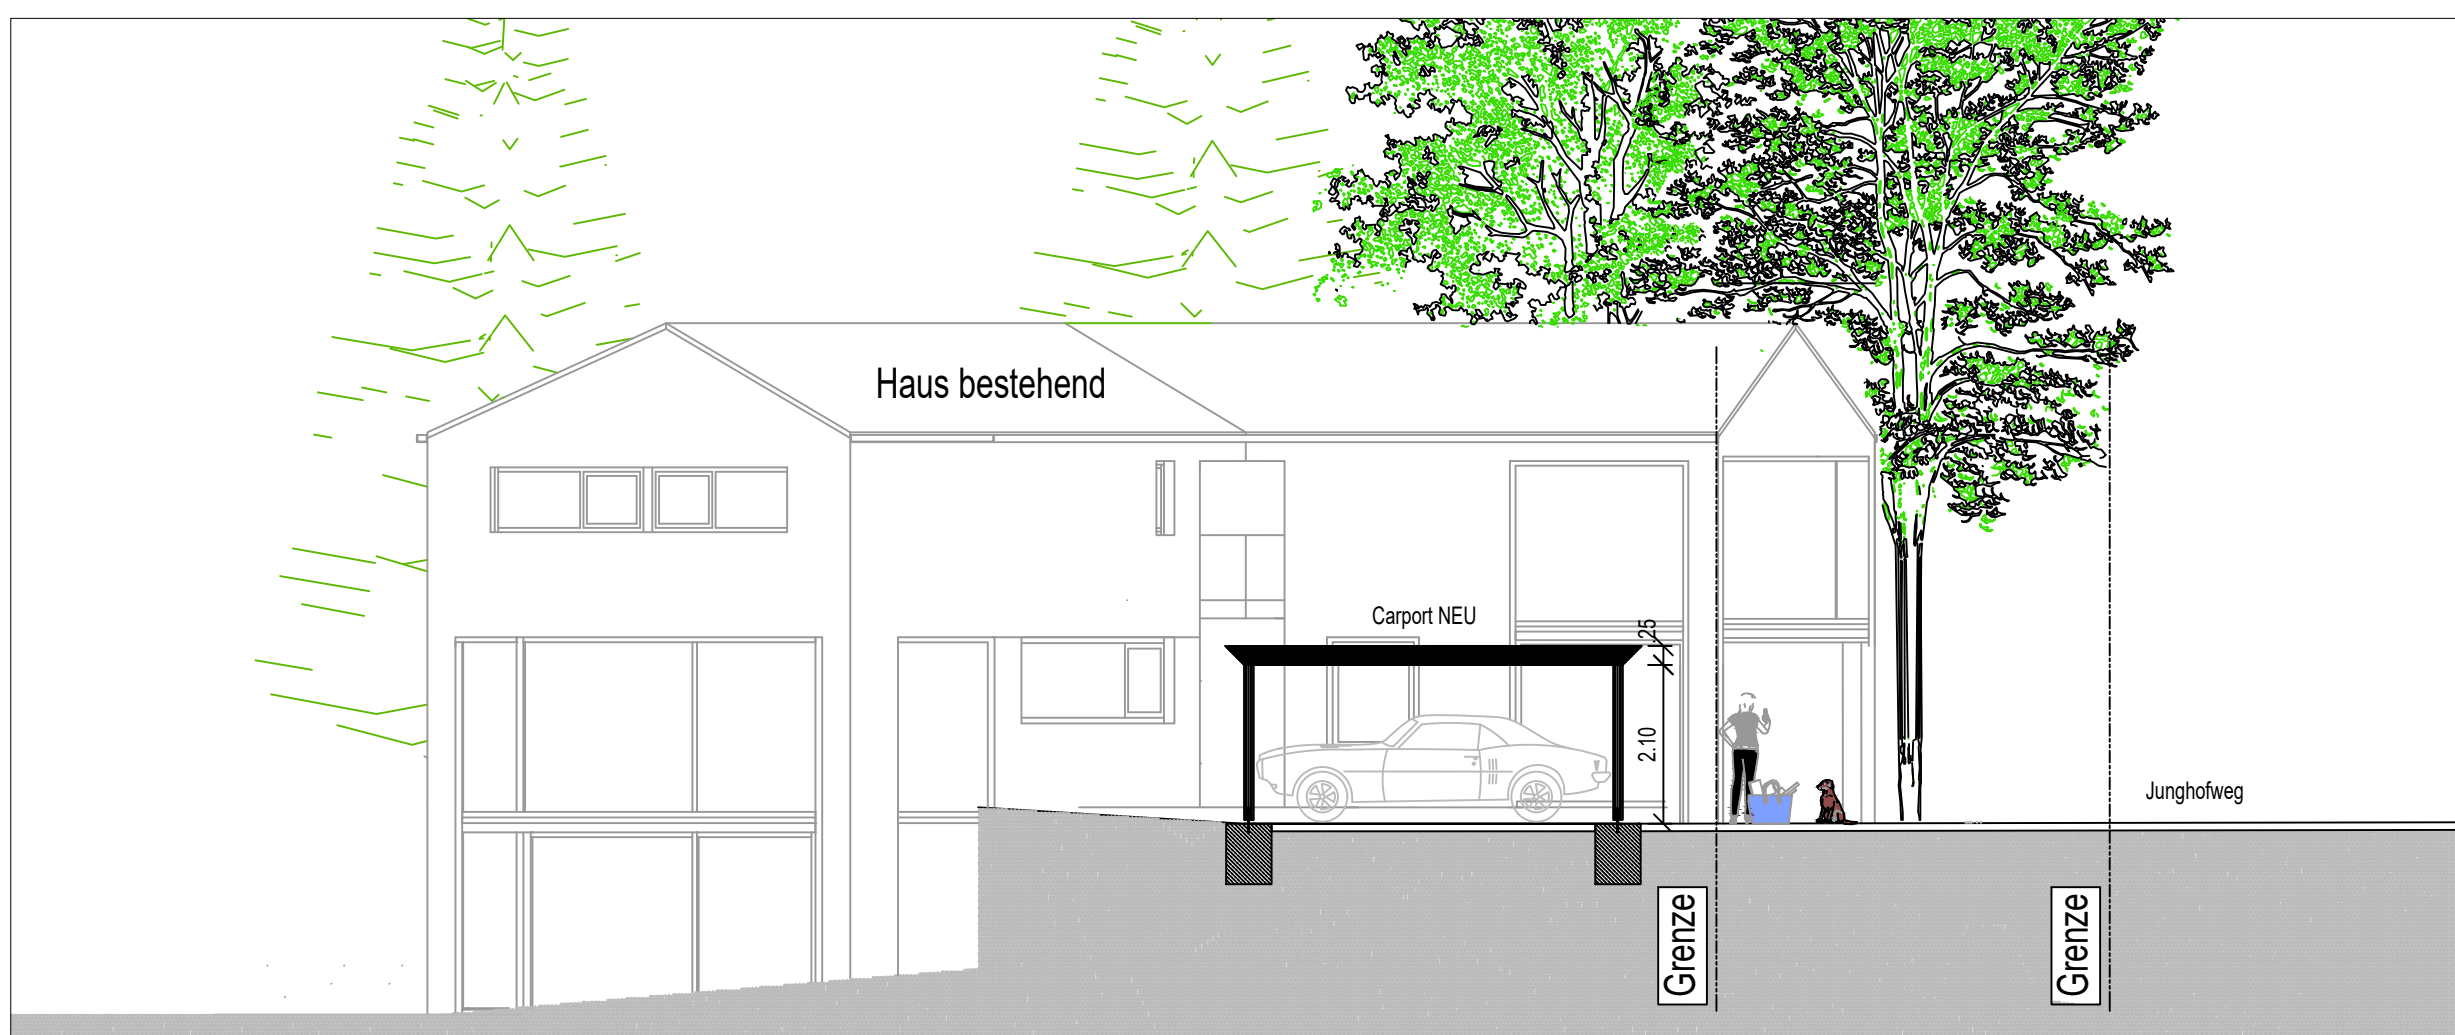 Haus bestehend
Carport NEU
.25
2.10
Junghofweg
Grenze
Grenze